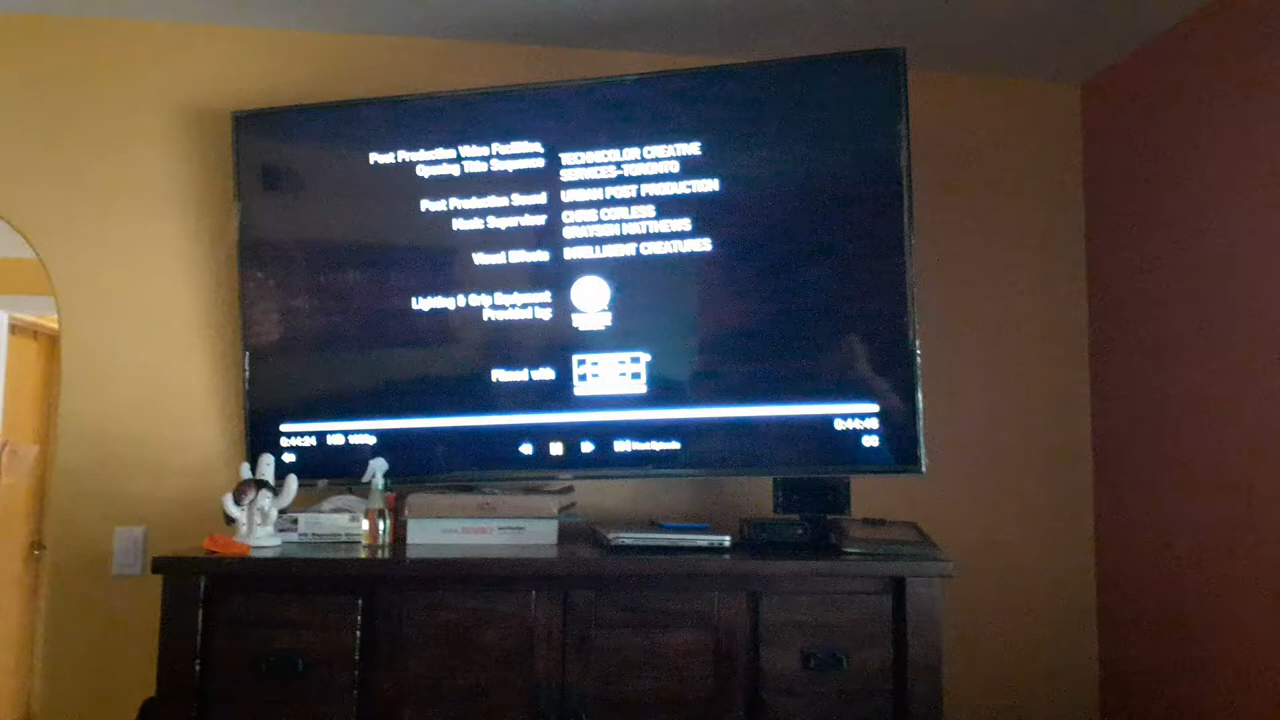 Post Production Video Facilities,
Opening Title Sequence
TECHNICOLOR CREATIVE
SERVICES-TORONTO
Post Production Sound
URBAN POST PRODUCTION
Music Supervisor
CHRIS CORLESS
GRAYSON MATTHEWS
Visual Effects
INTELLIGENT CREATURES
Lighting & Grip Equipment
Provided by:
Filmed with
0:44:24 HD 1080p
Next Episode
0:44:45
CC